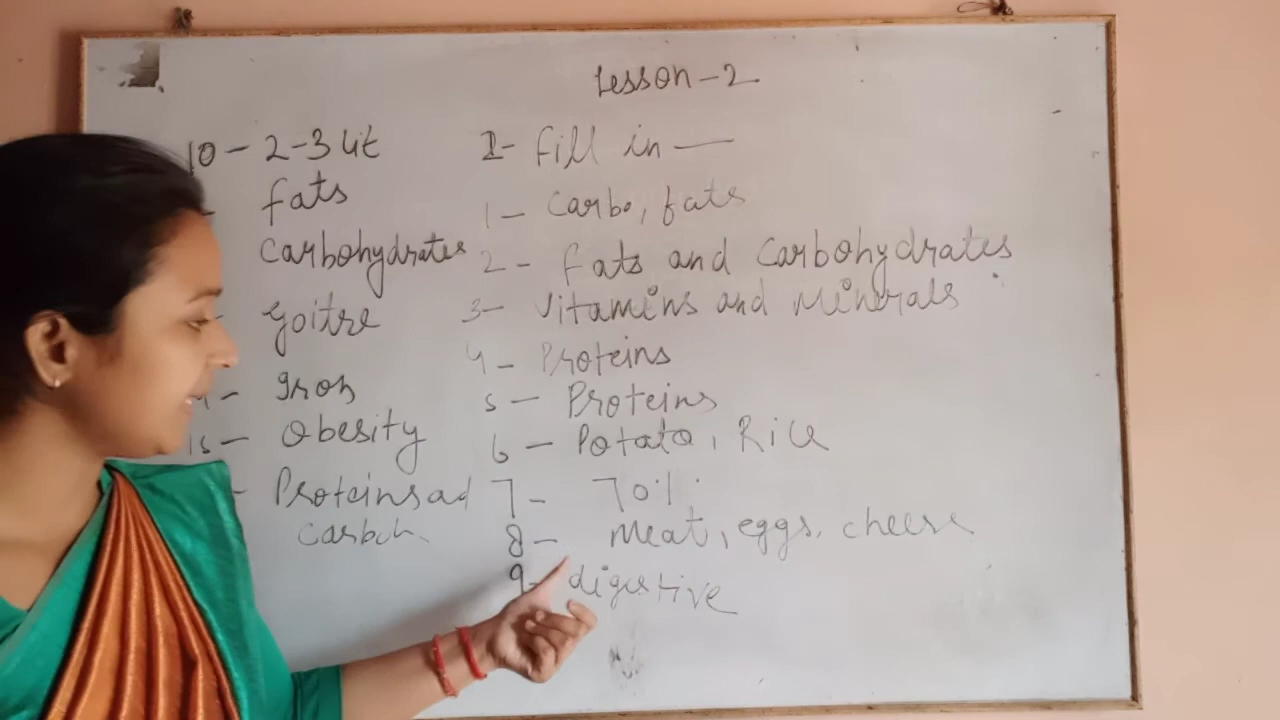 Lesson-2
1- Fill in —
1- Carbo, fats
2- Fats and Carbohydrates
3- Vitamins and Minerals
4- Proteins
5- Proteins
6- Potato, Rice
7- 70%
8- Meat, eggs, cheese
9- digestive
10- 2-3 lit
fats
Carbohydrates
goitre
Iron
15- Obesity
Proteins ad
Carboh.